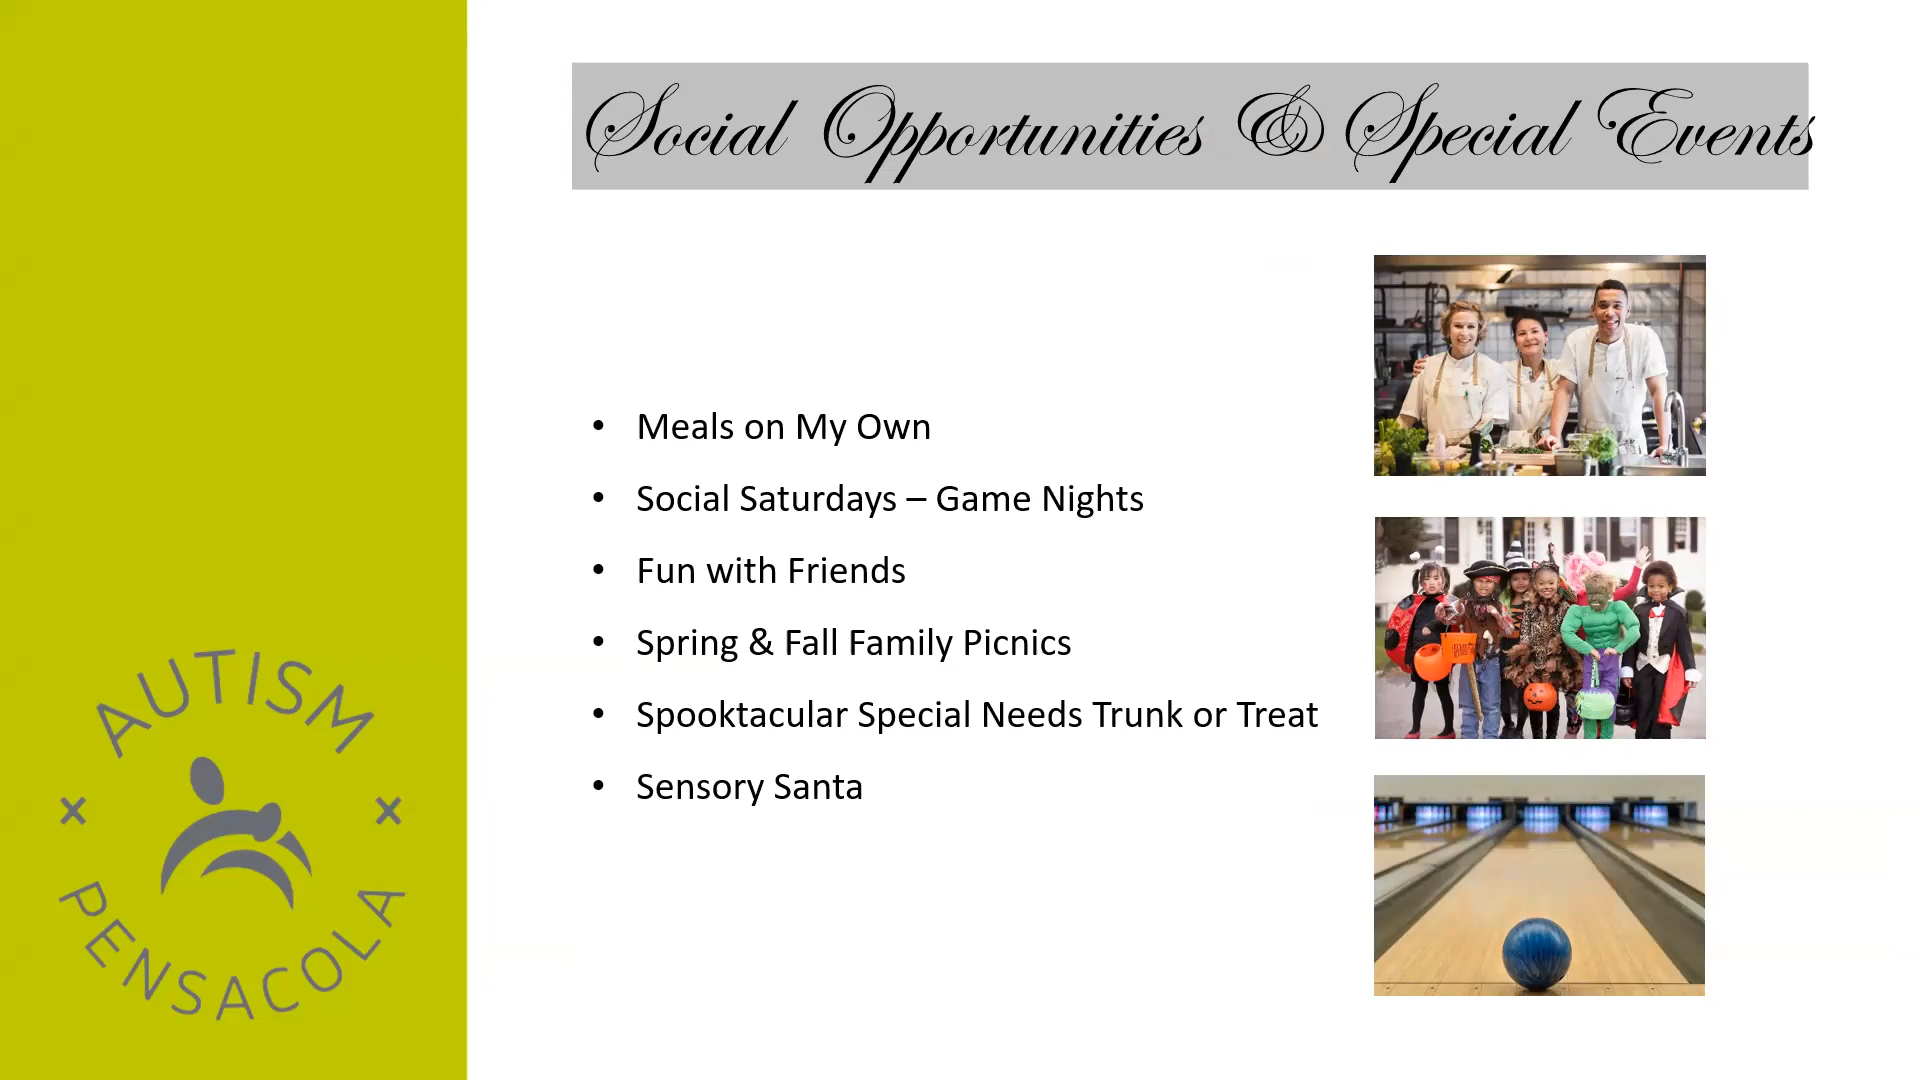 Social Opportunities & Special Events
• Meals on My Own
• Social Saturdays – Game Nights
• Fun with Friends
• Spring & Fall Family Picnics
• Spooktacular Special Needs Trunk or Treat
• Sensory Santa
AUTISM
PENSACOLA